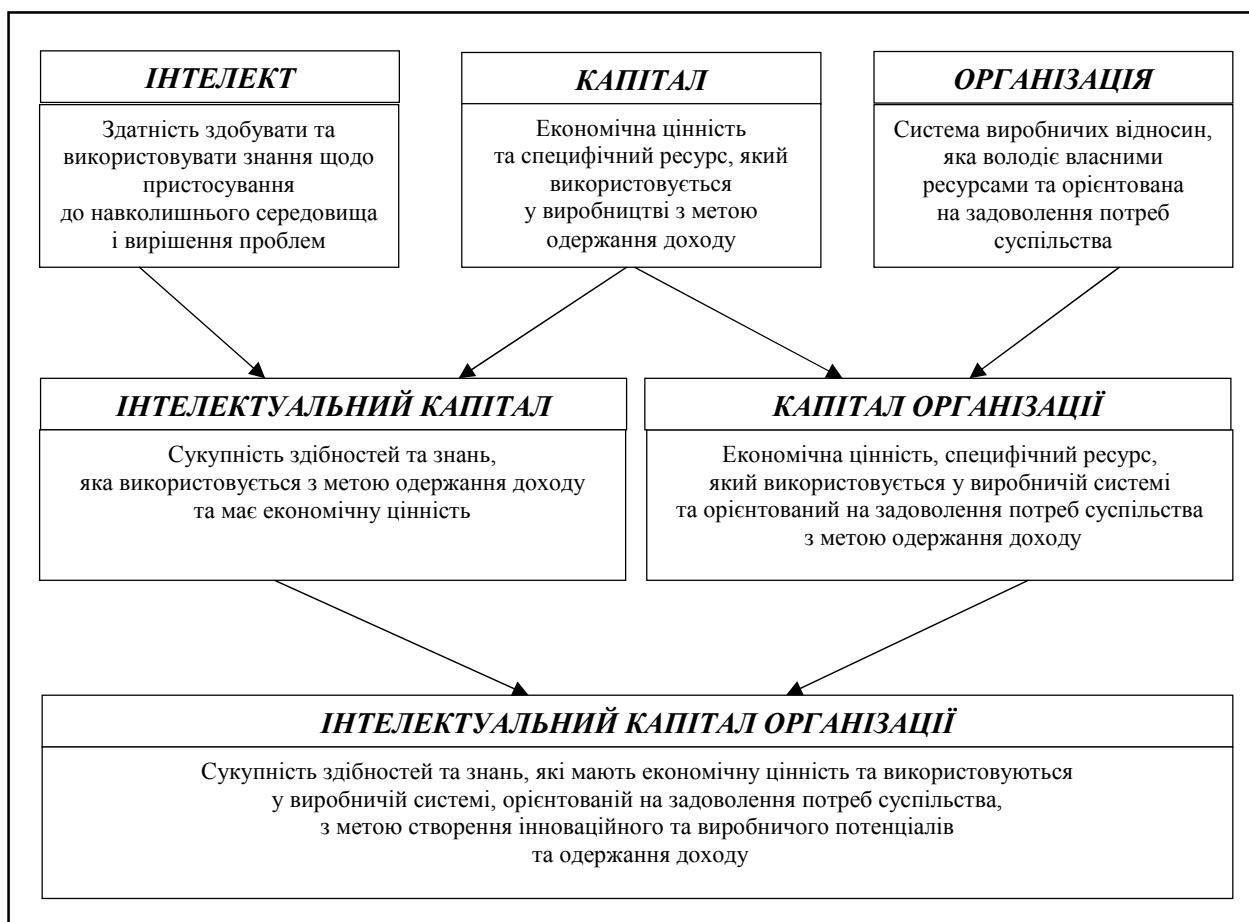 ІНТЕЛЕКТ
Здатність здобувати та
використовувати знання щодо
пристосування
до навколишнього середовища
і вирішення проблем
КАПІТАЛ
Економічна цінність
та специфічний ресурс, який
використовується
у виробництві з метою
одержання доходу
ОРГАНІЗАЦІЯ
Система виробничих відносин,
яка володіє власними
ресурсами та орієнтована
на задоволення потреб
суспільства
ІНТЕЛЕКТУАЛЬНИЙ КАПІТАЛ
Сукупність здібностей та знань,
яка використовується з метою одержання доходу
та має економічну цінність
КАПІТАЛ ОРГАНІЗАЦІЇ
Економічна цінність, специфічний ресурс,
який використовується у виробничій системі
та орієнтований на задоволення потреб суспільства
з метою одержання доходу
ІНТЕЛЕКТУАЛЬНИЙ КАПІТАЛ ОРГАНІЗАЦІЇ
Сукупність здібностей та знань, які мають економічну цінність та використовуються
у виробничій системі, орієнтованій на задоволення потреб суспільства,
з метою створення інноваційного та виробничого потенціалів
та одержання доходу